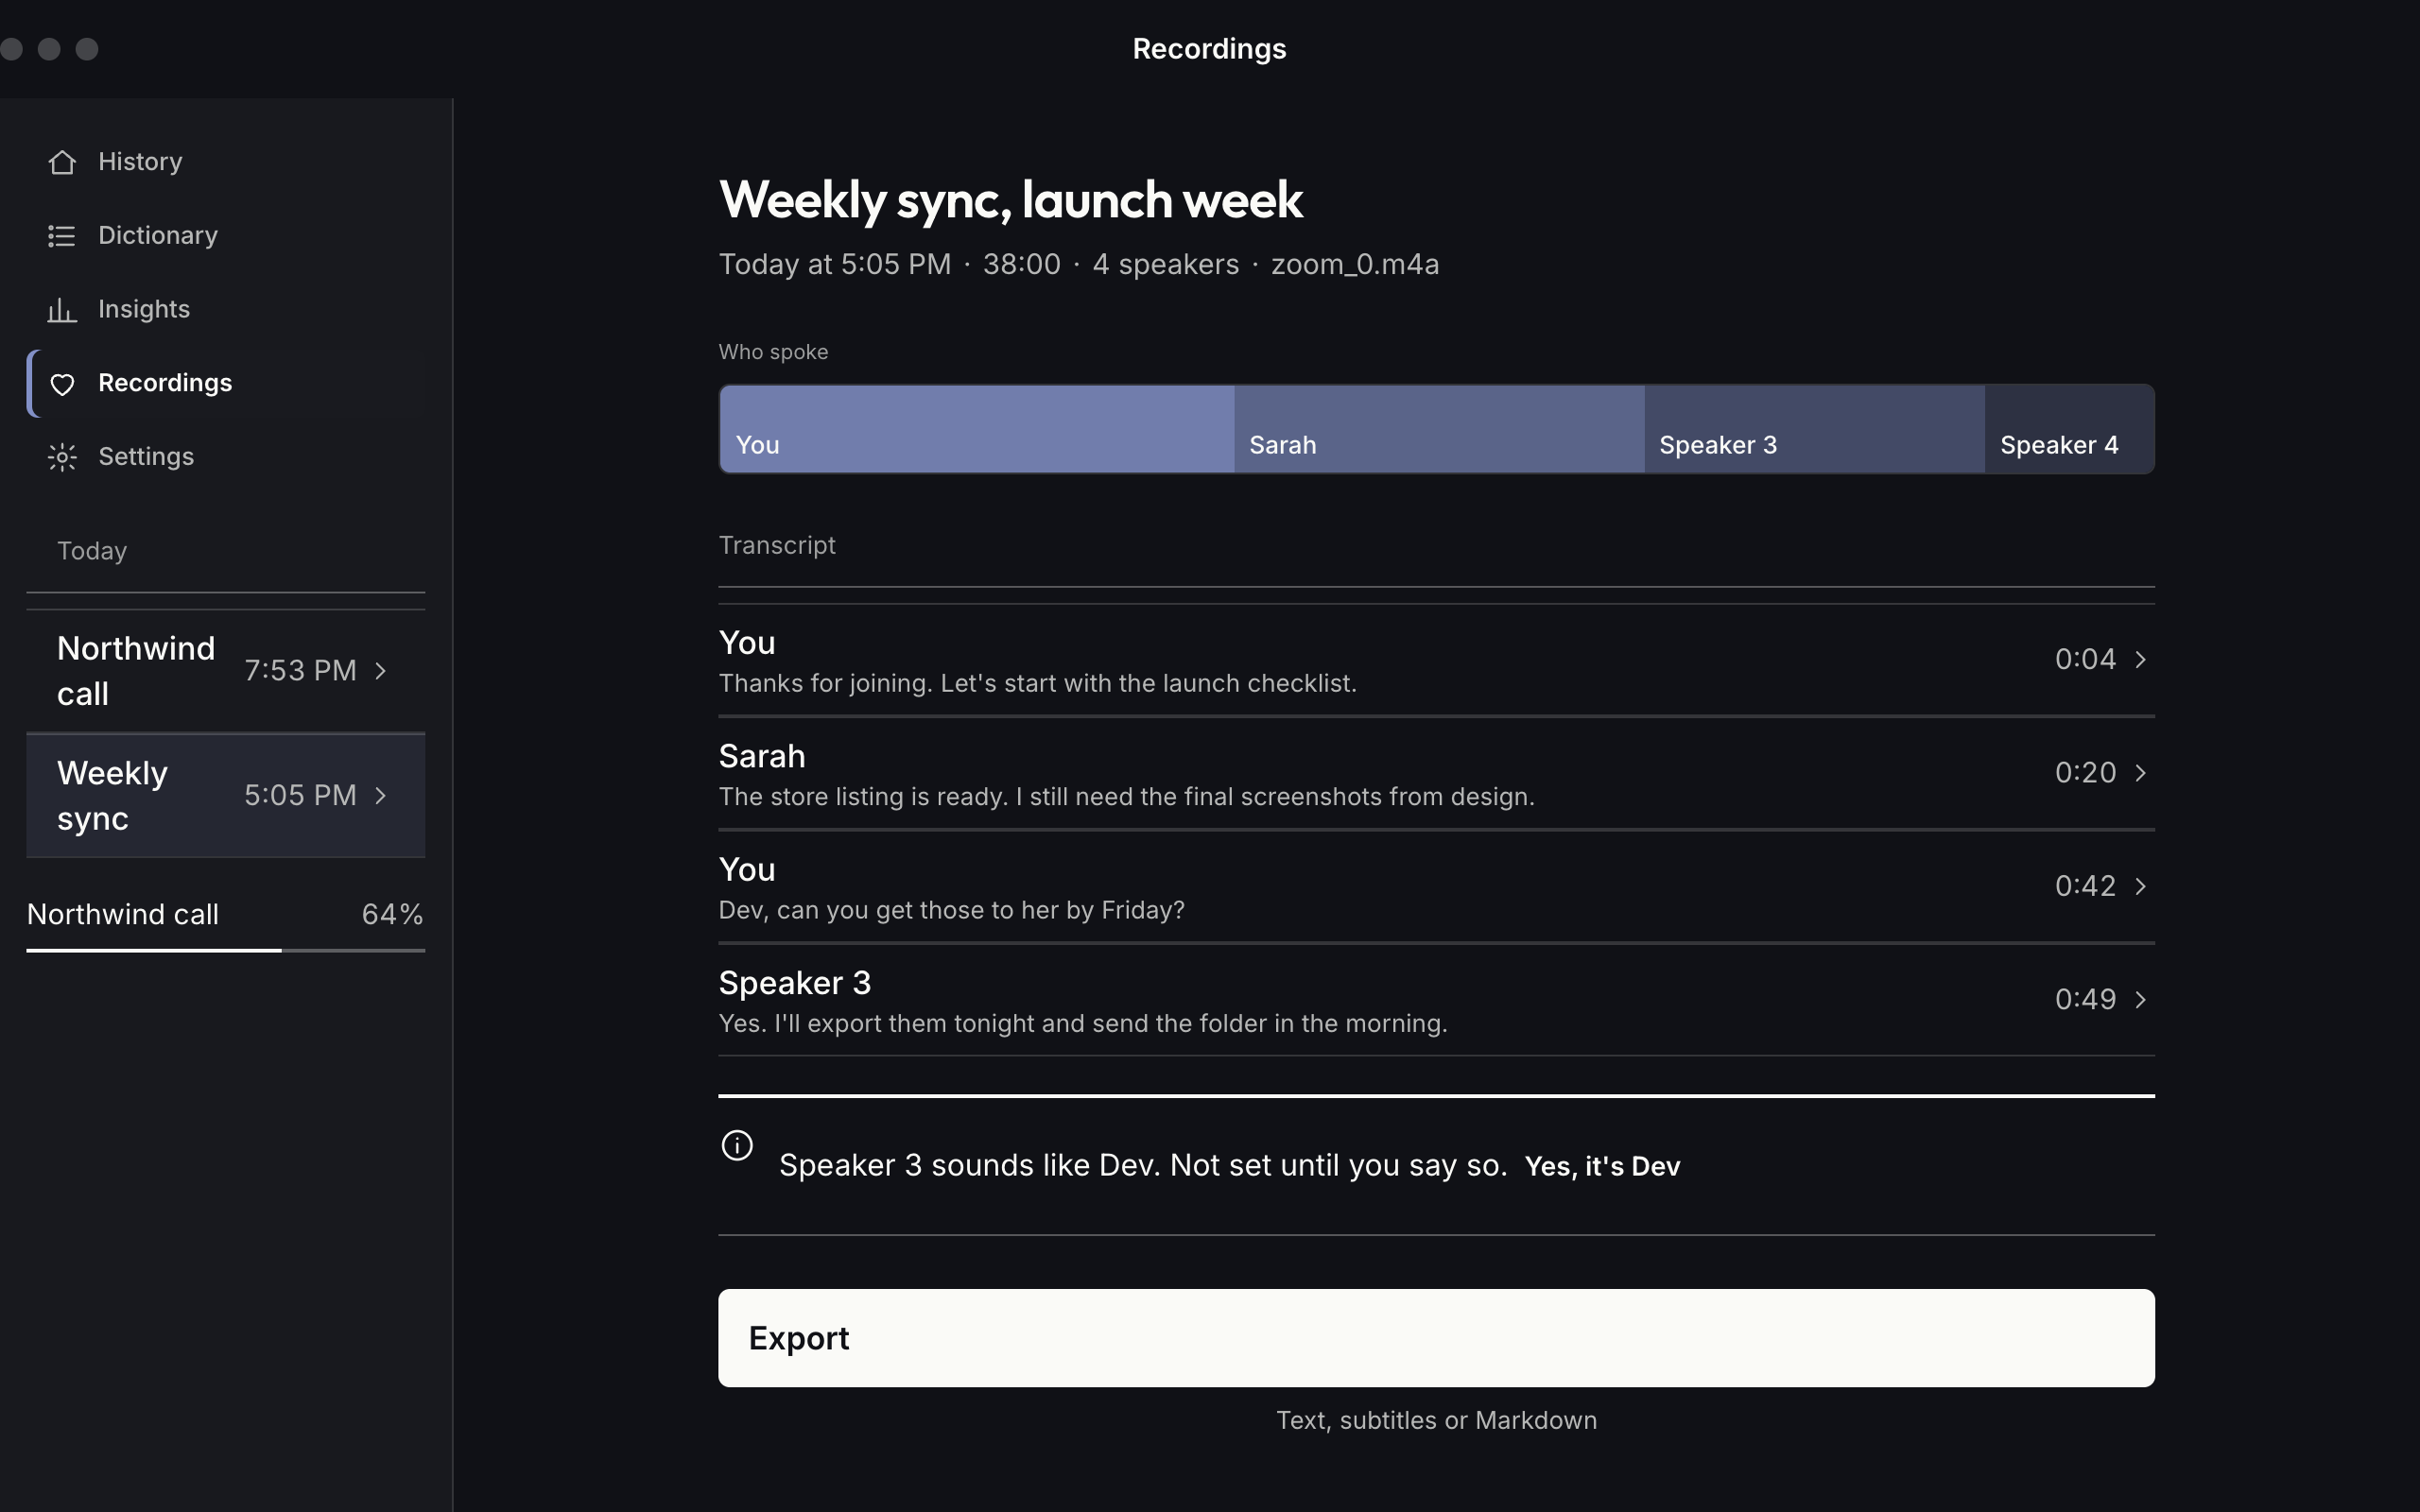 Recordings
History
Dictionary
Insights
Recordings
Settings
Today
Northwind call
7:53 PM
Weekly sync
5:05 PM
Northwind call
64%
Weekly sync, launch week
Today at 5:05 PM · 38:00 · 4 speakers · zoom_0.m4a
Who spoke
You
Sarah
Speaker 3
Speaker 4
Transcript
You
Thanks for joining. Let's start with the launch checklist.
0:04
Sarah
The store listing is ready. I still need the final screenshots from design.
0:20
You
Dev, can you get those to her by Friday?
0:42
Speaker 3
Yes. I'll export them tonight and send the folder in the morning.
0:49
Speaker 3 sounds like Dev. Not set until you say so. Yes, it's Dev
Export
Text, subtitles or Markdown